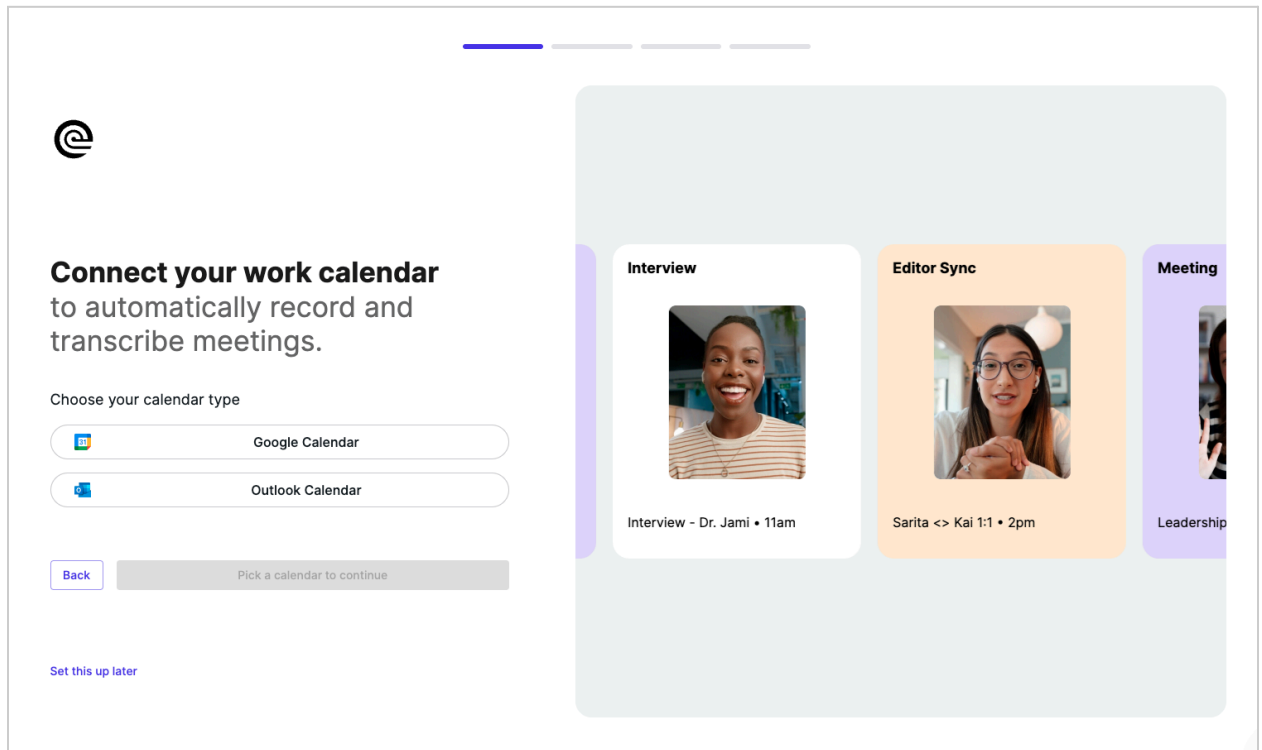 Connect your work calendar
to automatically record and
transcribe meetings.
Choose your calendar type
31
Google Calendar
Outlook Calendar
Back
Pick a calendar to continue
Set this up later
Interview
Interview - Dr. Jami • 11am
Editor Sync
Sarita <> Kai 1:1 • 2pm
Meeting
Leadership